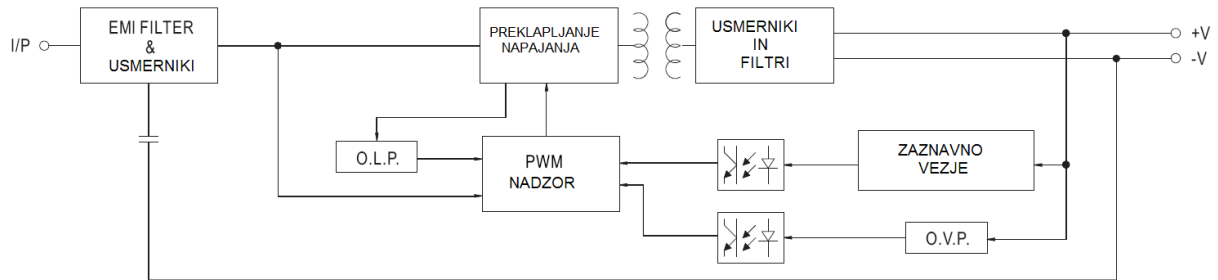 I/P
EMI FILTER
&
USMERNIKI
PREKLAPLJANJE
NAPAJANJA
USMERNIKI
IN
FILTRI
+V
-V
O.L.P.
PWM
NADZOR
ZAZNAVNO
VEZJE
O.V.P.